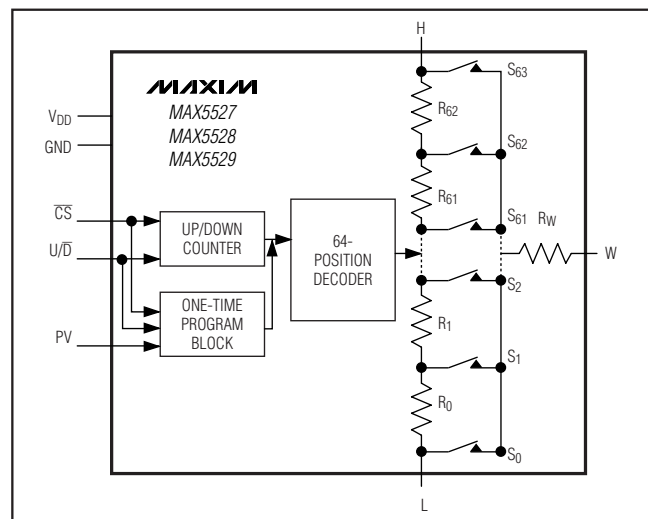 H
S63
MAXIM
MAX5527
MAX5528
MAX5529
R62
VDD
GND
S62
R61
CS
U/D
UP/DOWN
COUNTER
64-
POSITION
DECODER
S61
RW
W
S2
ONE-TIME
PROGRAM
BLOCK
PV
R1
S1
R0
S0
L